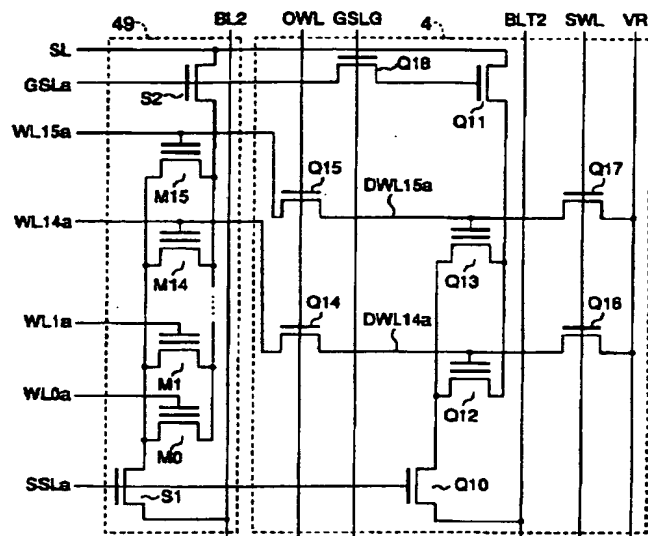 49 BL2 OWL GSLG 4 BLT2 SWL VR
SL
Q18
GSLa
S2
Q11
WL15a
Q15 DWL15a Q17
M15
WL14a
Q13
M14
Q14 DWL14a Q16
WL1a
M1
Q12
WL0a
M0
SSLa
S1
Q10